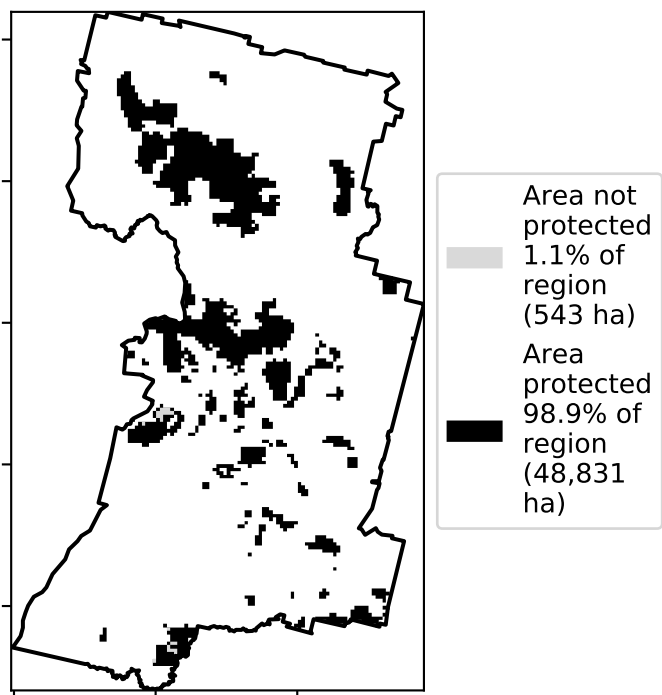 Area not
protected
1.1% of
region
(543 ha)
Area
protected
98.9% of
region
(48,831
ha)